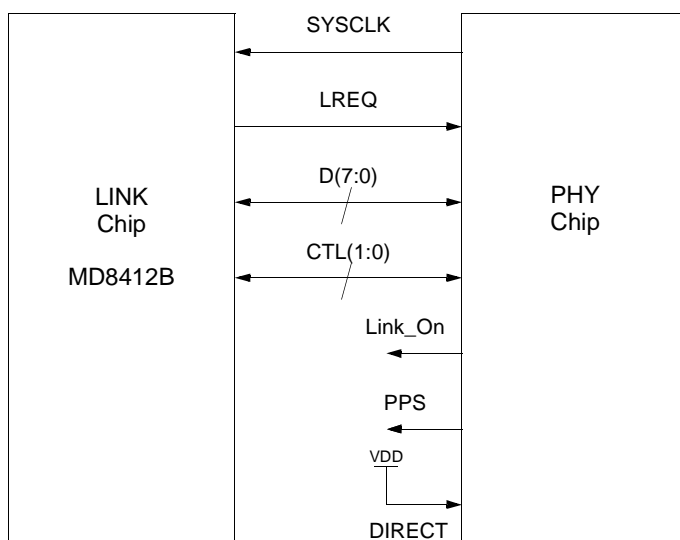 SYSCLK
LREQ
D(7:0)
LINK
Chip
PHY
Chip
CTL(1:0)
MD8412B
Link_On
PPS
VDD
DIRECT